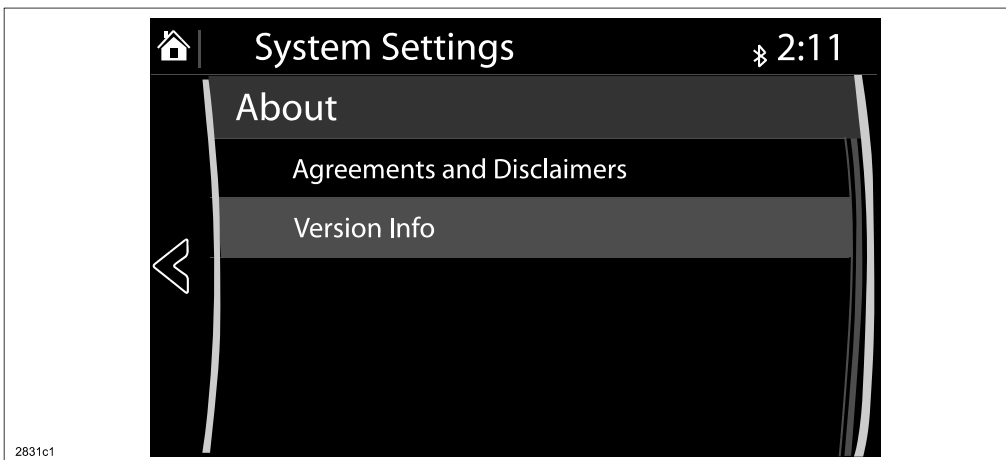 System Settings
2:11
About
Agreements and Disclaimers
Version Info
2831c1